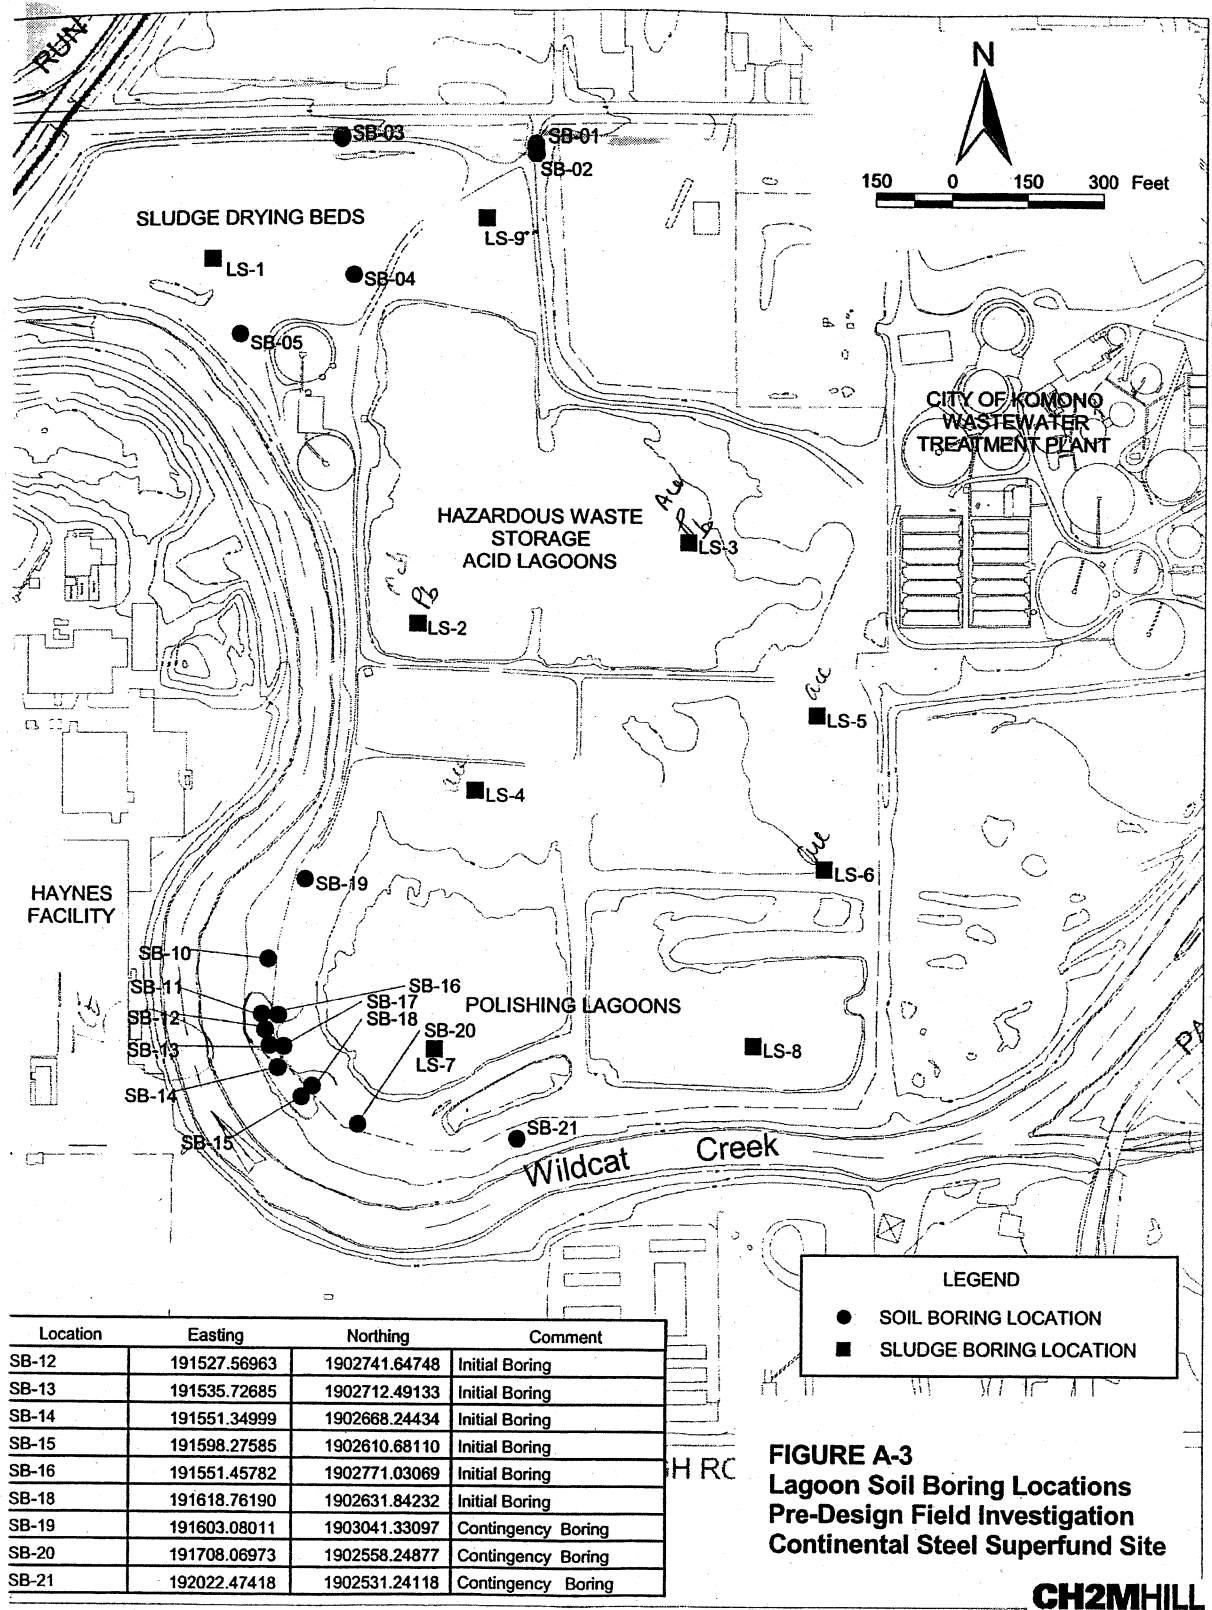 RUN
N
SB-03
SB-01
SB-02
150 0 150 300 Feet
SLUDGE DRYING BEDS
LS-9
LS-1
SB-04
SB-05
CITY OF KOMONO
WASTEWATER
TREATMENT PLANT
HAZARDOUS WASTE
STORAGE
ACID LAGOONS
Ace
Pb
LS-3
Pb
LS-2
ace
LS-5
ace
LS-4
ace
LS-6
SB-19
HAYNES
FACILITY
SB-10
SB-11
SB-16
SB-17
POLISHING LAGOONS
SB-12
SB-18
SB-20
SB-13
LS-7
LS-8
PA
SB-14
SB-15
SB-21
Wildcat Creek
LEGEND
SOIL BORING LOCATION
SLUDGE BORING LOCATION
Location Easting Northing Comment
SB-12 191527.56963 1902741.64748 Initial Boring
SB-13 191535.72685 1902712.49133 Initial Boring
SB-14 191551.34999 1902668.24434 Initial Boring
SB-15 191598.27585 1902610.68110 Initial Boring
SB-16 191551.45782 1902771.03069 Initial Boring
SB-18 191618.76190 1902631.84232 Initial Boring
SB-19 191603.08011 1903041.33097 Contingency Boring
SB-20 191708.06973 1902558.24877 Contingency Boring
SB-21 192022.47418 1902531.24118 Contingency Boring
H RO
FIGURE A-3
Lagoon Soil Boring Locations
Pre-Design Field Investigation
Continental Steel Superfund Site
CH2MHILL